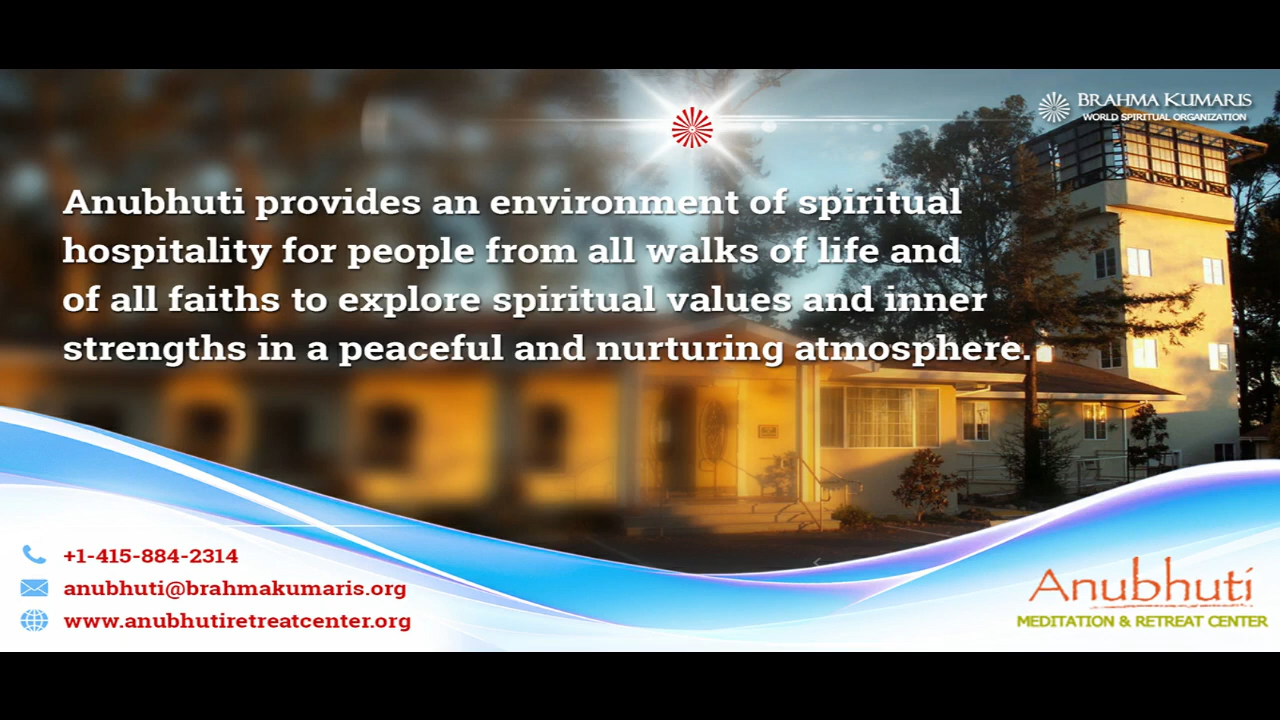 BRAHMA KUMARIS
WORLD SPIRITUAL ORGANIZATION
Anubhuti provides an environment of spiritual
hospitality for people from all walks of life and
of all faiths to explore spiritual values and inner
strengths in a peaceful and nurturing atmosphere.
+1-415-884-2314
anubhuti@brahmakumaris.org
www.anubhutiretreatcenter.org
Anubhuti
MEDITATION & RETREAT CENTER